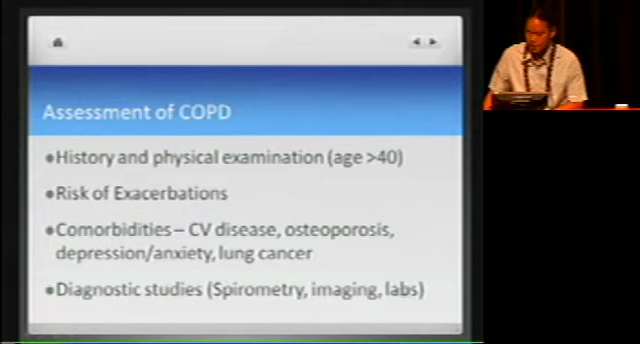 Assessment of COPD
●History and physical examination (age >40)
●Risk of Exacerbations
●Comorbidities – CV disease, osteoporosis,
depression/anxiety, lung cancer
●Diagnostic studies (Spirometry, imaging, labs)